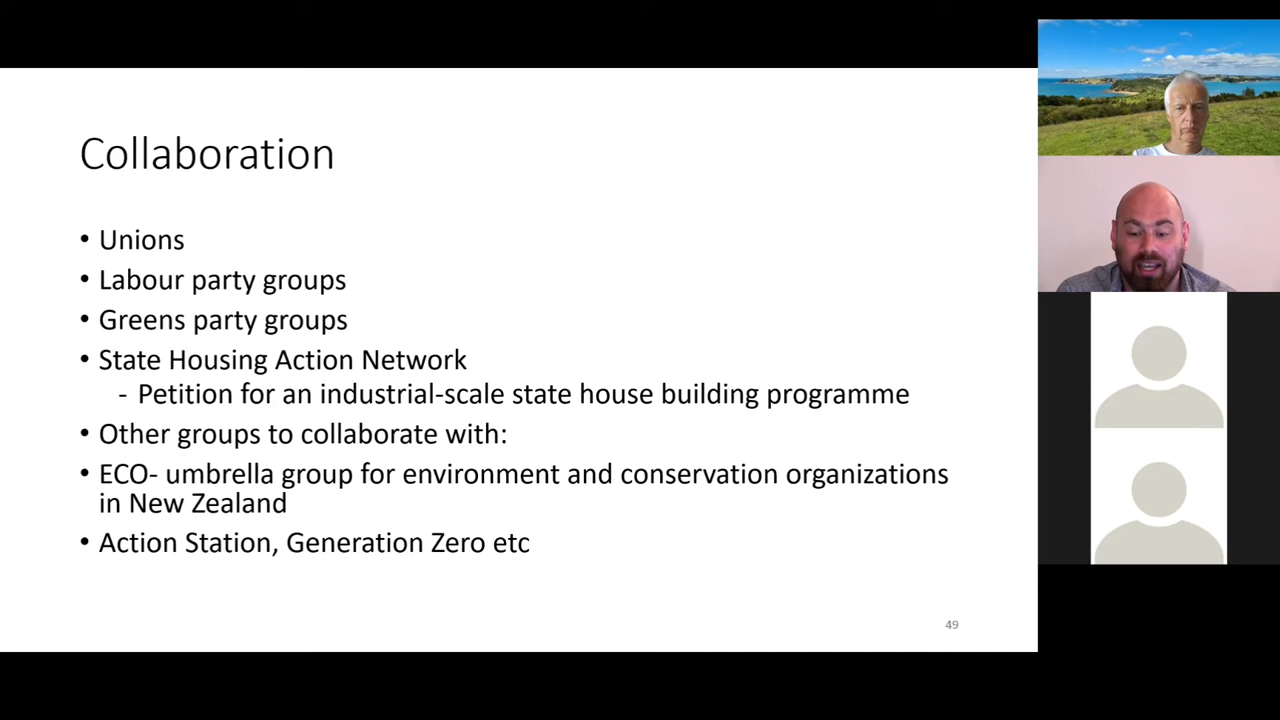 Collaboration
• Unions
• Labour party groups
• Greens party groups
• State Housing Action Network
- Petition for an industrial-scale state house building programme
• Other groups to collaborate with:
• ECO- umbrella group for environment and conservation organizations
in New Zealand
• Action Station, Generation Zero etc
49